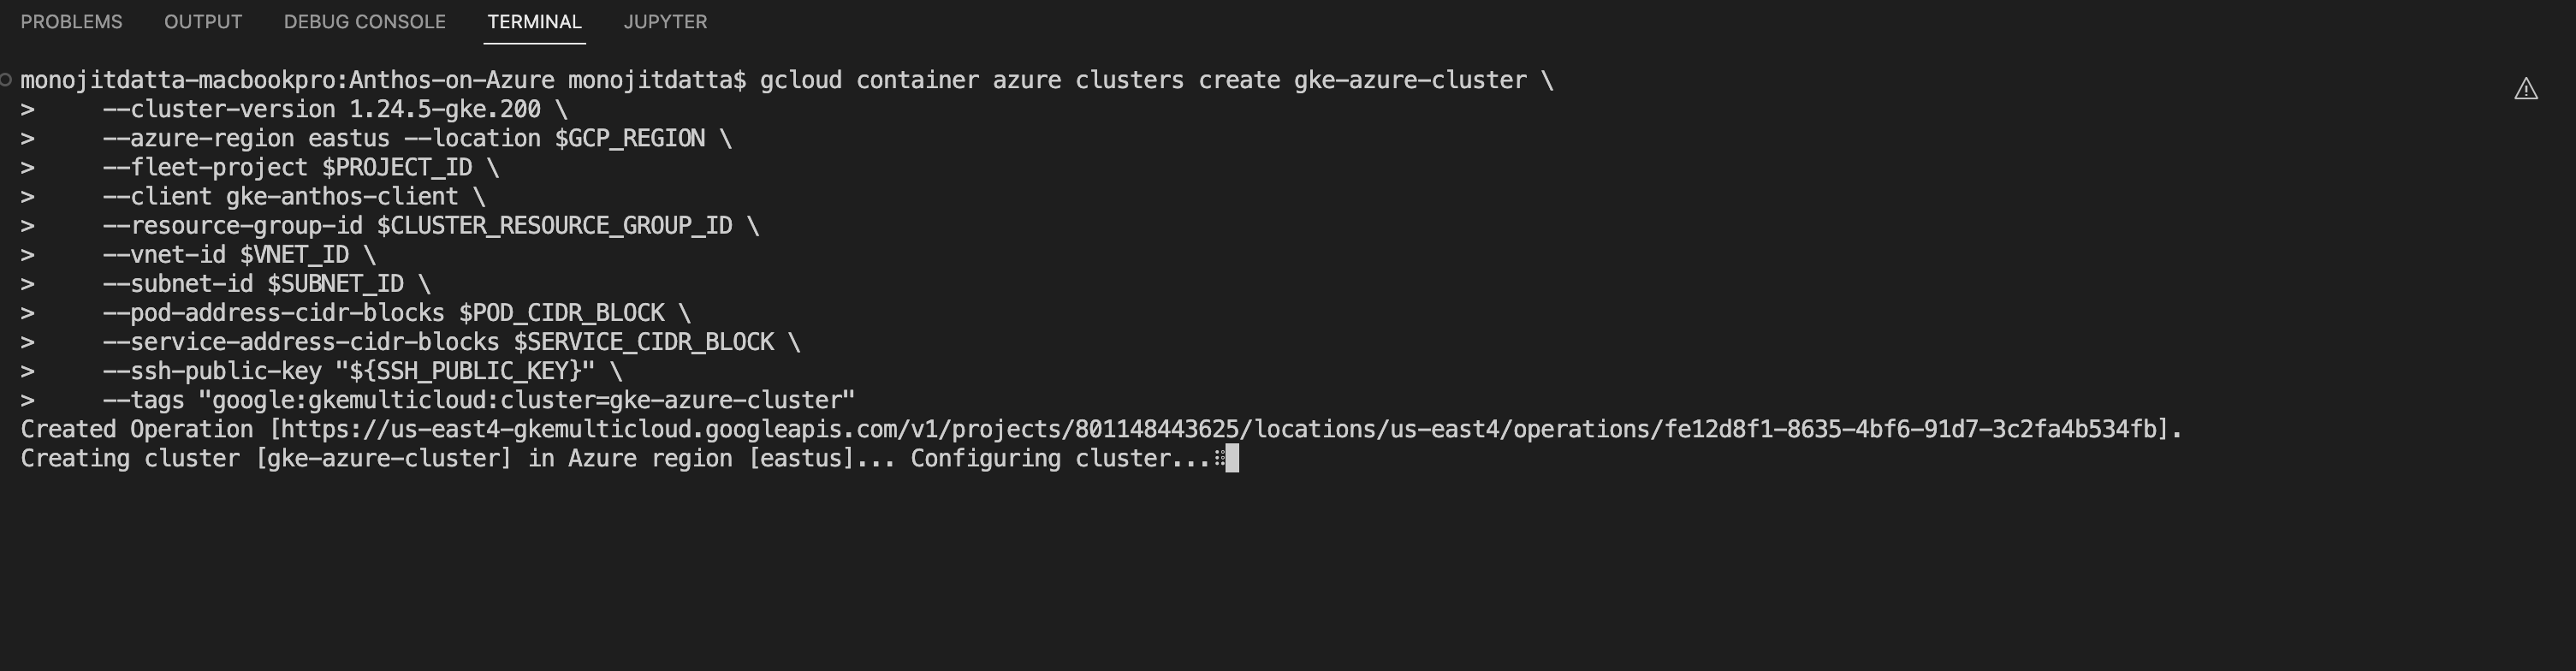 PROBLEMS OUTPUT DEBUG CONSOLE TERMINAL JUPYTER
monojitdatta-macbookpro:Anthos-on-Azure monojitdatta$ gcloud container azure clusters create gke-azure-cluster \
>     --cluster-version 1.24.5-gke.200 \
>     --azure-region eastus --location $GCP_REGION \
>     --fleet-project $PROJECT_ID \
>     --client gke-anthos-client \
>     --resource-group-id $CLUSTER_RESOURCE_GROUP_ID \
>     --vnet-id $VNET_ID \
>     --subnet-id $SUBNET_ID \
>     --pod-address-cidr-blocks $POD_CIDR_BLOCK \
>     --service-address-cidr-blocks $SERVICE_CIDR_BLOCK \
>     --ssh-public-key "${SSH_PUBLIC_KEY}" \
>     --tags "google:gkemulticloud:cluster=gke-azure-cluster"
Created Operation [https://us-east4-gkemulticloud.googleapis.com/v1/projects/801148443625/locations/us-east4/operations/fe12d8f1-8635-4bf6-91d7-3c2fa4b534fb].
Creating cluster [gke-azure-cluster] in Azure region [eastus]... Configuring cluster...